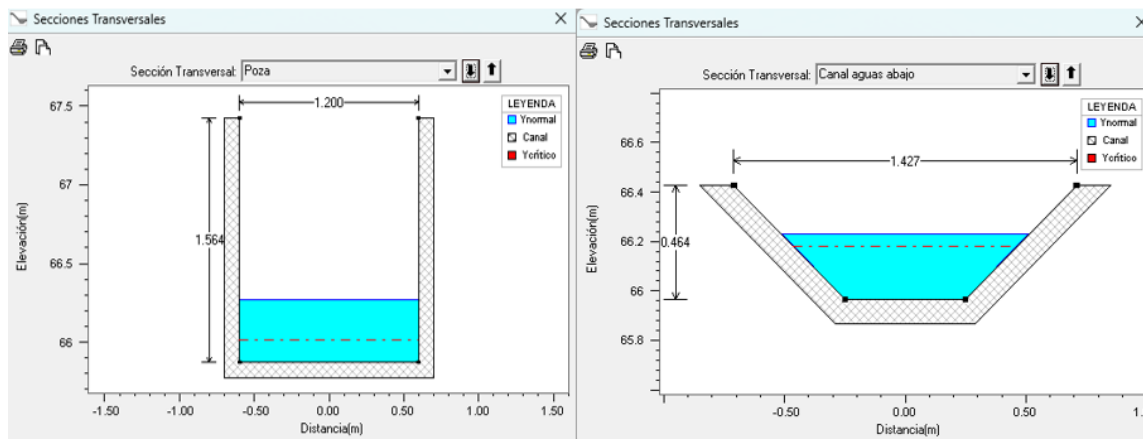 Secciones Transversales
Sección Transversal: Poza
LEYENDA
Ynormal
Canal
Ycrítico
1.200
1.564
Elevación(m)
67.5
67
66.5
66
-1.50 -1.00 -0.50 0.00 0.50 1.00 1.50
Distancia(m)
Secciones Transversales
Sección Transversal: Canal aguas abajo
LEYENDA
Ynormal
Canal
Ycrítico
1.427
0.464
Elevación(m)
66.6
66.4
66.2
66
65.8
-0.50 0.00 0.50
Distancia(m)